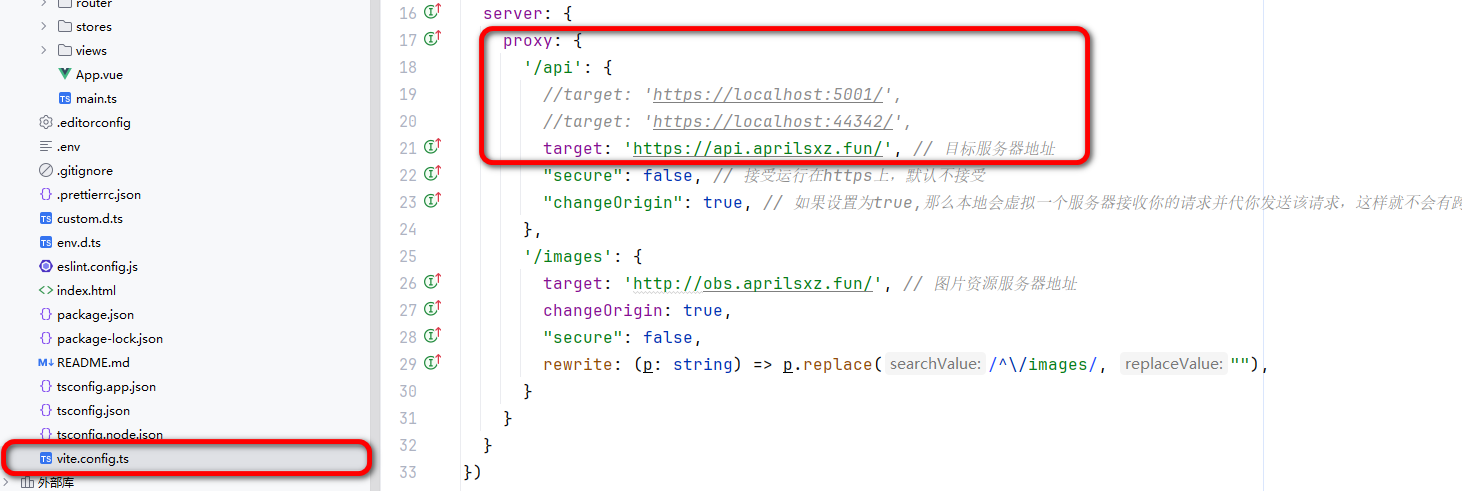 router
stores
views
App.vue
TS main.ts
.editorconfig
.env
.gitignore
{} .prettierrc.json
TS custom.d.ts
TS env.d.ts
eslint.config.js
<> index.html
{} package.json
{} package-lock.json
M↓ README.md
{} tsconfig.app.json
{} tsconfig.json
{} tsconfig.node.json
TS vite.config.ts
外部库
16 server: {
17 proxy: {
18 '/api': {
19 //target: 'https://localhost:5001/',
20 //target: 'https://localhost:44342/',
21 target: 'https://api.aprilsxz.fun/', // 目标服务器地址
22 "secure": false, // 接受运行在https上，默认不接受
23 "changeOrigin": true, // 如果设置为true,那么本地会虚拟一个服务器接收你的请求并代你发送该请求，这样就不会有跨
24 },
25 '/images': {
26 target: 'http://obs.aprilsxz.fun/', // 图片资源服务器地址
27 changeOrigin: true,
28 "secure": false,
29 rewrite: (p: string) => p.replace( searchValue: /^\/images/, replaceValue: ""),
30 }
31 }
32 }
33 })